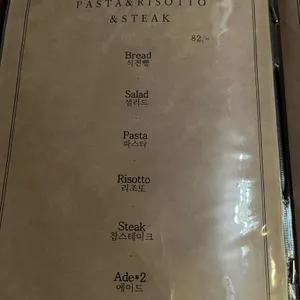 PASTA&RISOTTO
&STEAK
82.-
Bread
식전빵
Salad
샐러드
Pasta
파스타
Risotto
리조또
Steak
찹스테이크
Ade*2
에이드